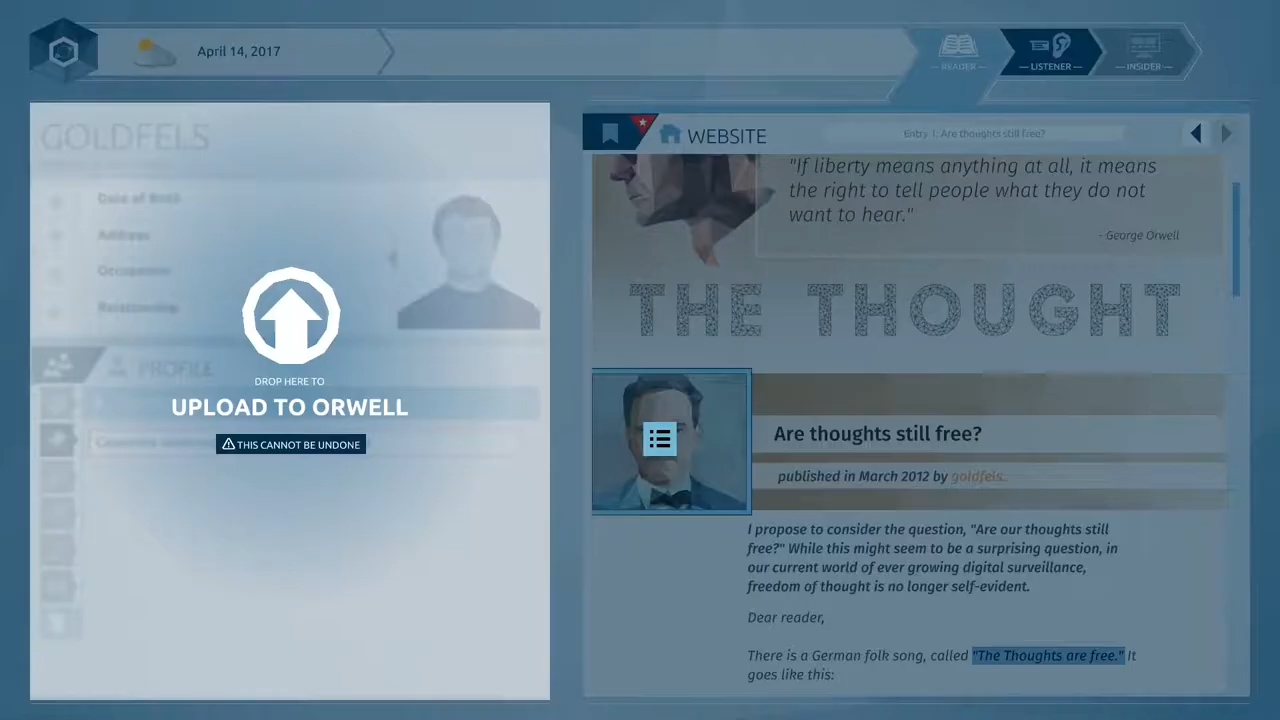 April 14, 2017
READER
LISTENER
INSIDER
GOLDFELS
Date of Birth
Address
Occupation
Relationship
PROFILE
DROP HERE TO
UPLOAD TO ORWELL
THIS CANNOT BE UNDONE
WEBSITE
Entry 1: Are thoughts still free?
"If liberty means anything at all, it means
the right to tell people what they do not
want to hear."
- George Orwell
THE THOUGHT
Are thoughts still free?
published in March 2012 by goldfels.
I propose to consider the question, "Are our thoughts still
free?" While this might seem to be a surprising question, in
our current world of ever growing digital surveillance,
freedom of thought is no longer self-evident.
Dear reader,
There is a German folk song, called "The Thoughts are free." It
goes like this: